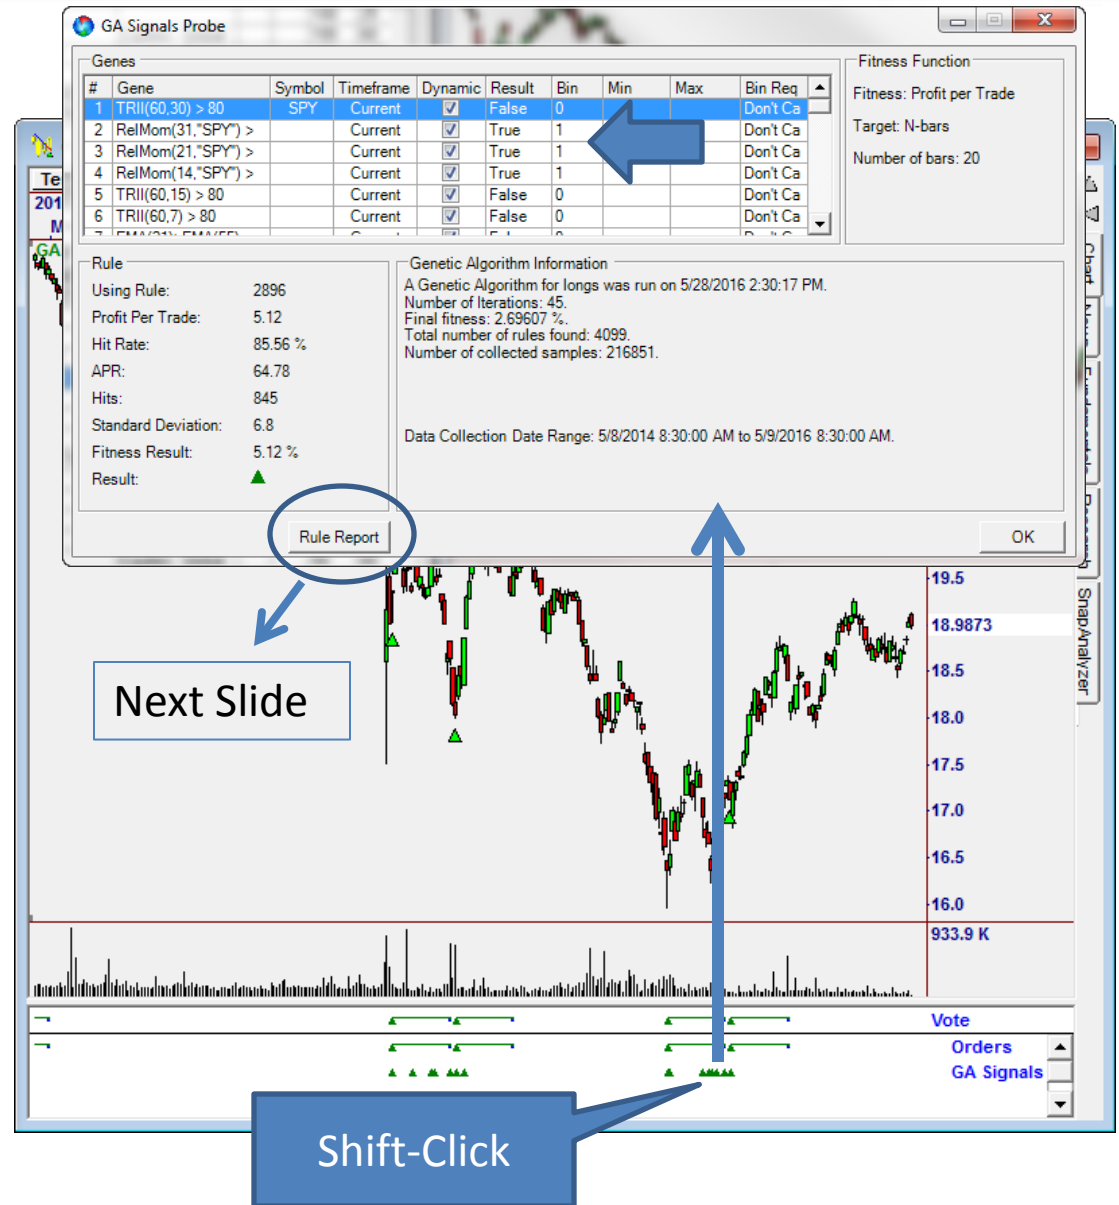 GA Signals Probe
Genes
# Gene Symbol Timeframe Dynamic Result Bin Min Max Bin Req
1 TRII(60,30) > 80 SPY Current False 0 Don't Ca
2 RelMom(31,"SPY") > Current True 1 Don't Ca
3 RelMom(21,"SPY") > Current True 1 Don't Ca
4 RelMom(14,"SPY") > Current True 1 Don't Ca
5 TRII(60,15) > 80 Current False 0 Don't Ca
6 TRII(60,7) > 80 Current False 0 Don't Ca
Fitness Function
Fitness: Profit per Trade
Target: N-bars
Number of bars: 20
Rule
Using Rule: 2896
Profit Per Trade: 5.12
Hit Rate: 85.56 %
APR: 64.78
Hits: 845
Standard Deviation: 6.8
Fitness Result: 5.12 %
Result:
Genetic Algorithm Information
A Genetic Algorithm for longs was run on 5/28/2016 2:30:17 PM.
Number of Iterations: 45.
Final fitness: 2.69607 %.
Total number of rules found: 4099.
Number of collected samples: 216851.
Data Collection Date Range: 5/8/2014 8:30:00 AM to 5/9/2016 8:30:00 AM.
Rule Report
OK
Te
201
M
GA
Chart
SnapAnalyzer
Next Slide
19.5
18.9873
18.5
18.0
17.5
17.0
16.5
16.0
933.9 K
Vote
Orders
GA Signals
Shift-Click